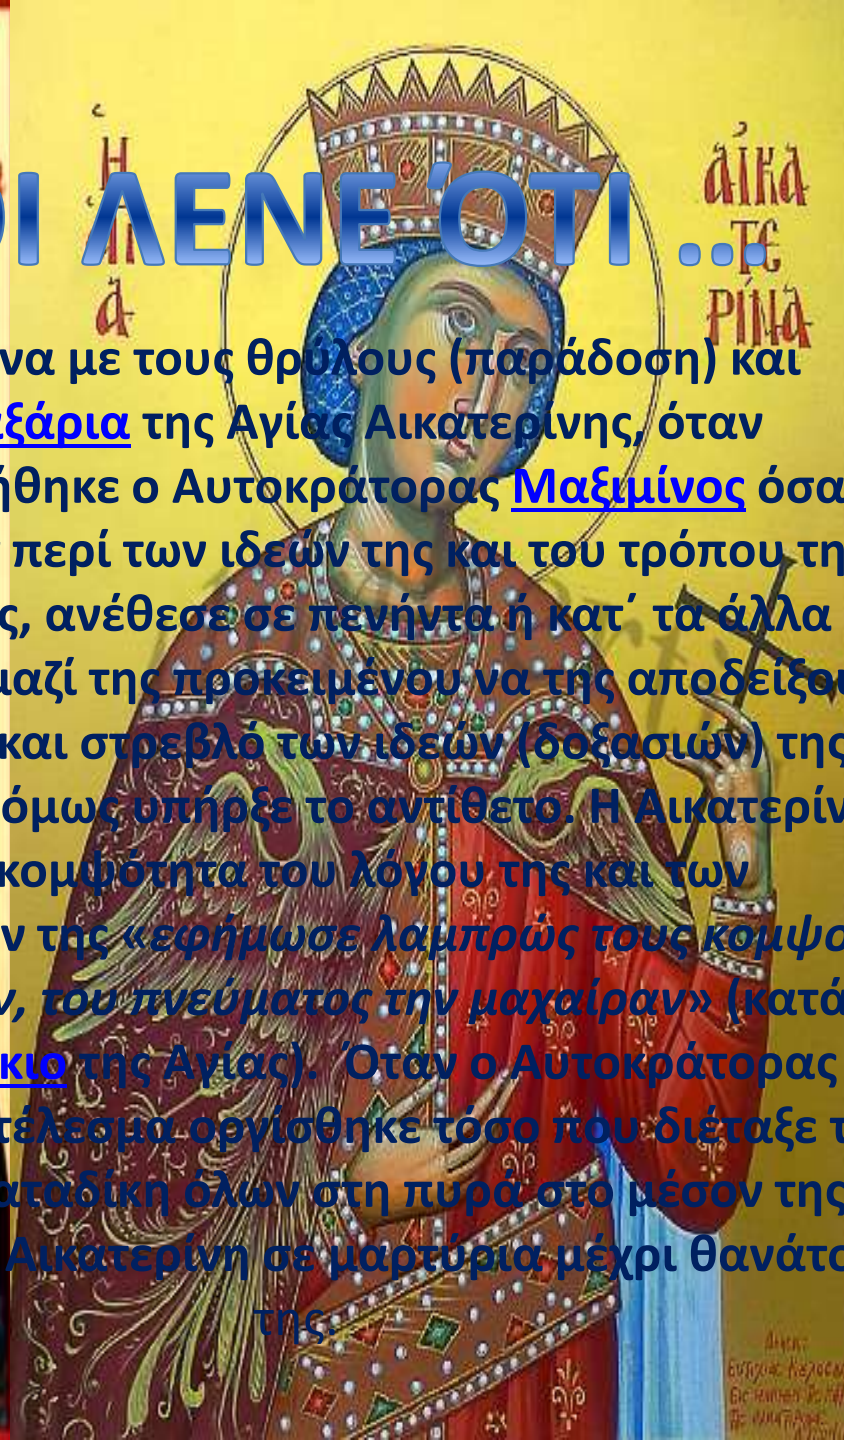 ΟΙ ΛΕΝΕ ΌΤΙ ...
Η
ΑΓΙΑ
ΑΙΚΑ
ΤΕ
ΡΙΝΑ
να με τους θρύλους (παράδοση) και
ξάρια της Αγίας Αικατερίνης, όταν
ήθηκε ο Αυτοκράτορας Μαξιμίνος όσα
περί των ιδεών της και του τρόπου τη
ς, ανέθεσε σε πενήντα ή κατ΄ τα άλλα
μαζί της προκειμένου να της αποδείξου
και στρεβλό των ιδεών (δοξασιών) της
όμως υπήρξε το αντίθετο. Η Αικατερίν
κομψότητα του λόγου της και των
ν της «εφήμωσε λαμπρώς τους κομψο
ν, του πνεύματος την μαχαίραν» (κατά
κιο της Αγίας). Όταν ο Αυτοκράτορας
τέλεσμα οργίσθηκε τόσο που διέταξε τ
αταδίκη όλων στη πυρά στο μέσον της
Αικατερίνη σε μαρτύρια μέχρι θανάτο
της.